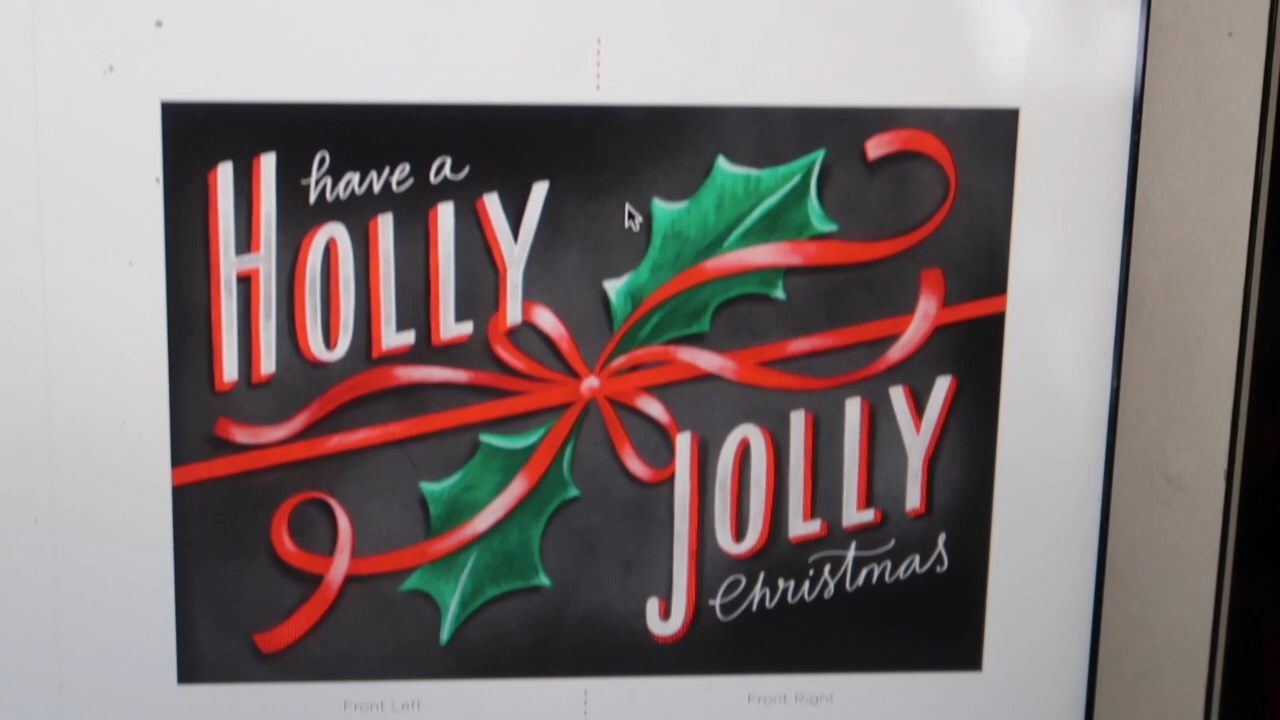 have a
HOLLY
JOLLY
Christmas
Front Left
Front Right